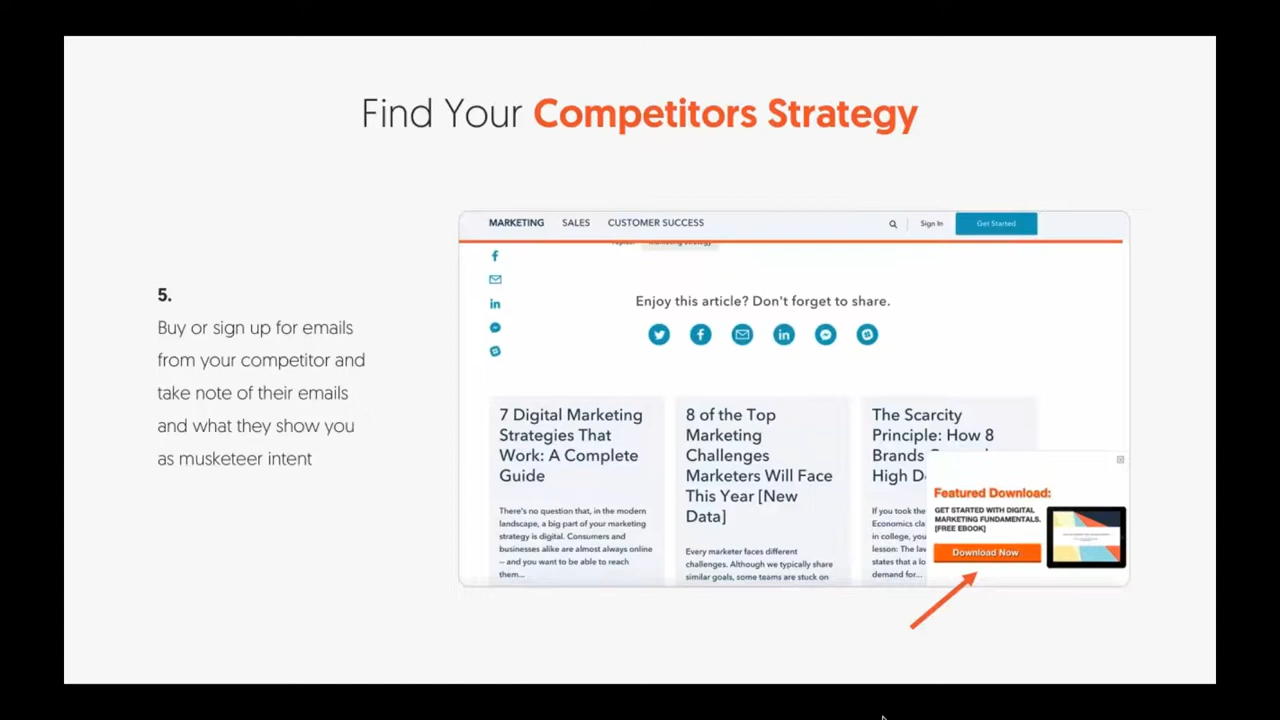 Find Your Competitors Strategy
5.
Buy or sign up for emails
from your competitor and
take note of their emails
and what they show you
as musketeer intent
MARKETING SALES CUSTOMER SUCCESS Sign In Get Started
Topics: Marketing Strategy
Enjoy this article? Don't forget to share.
7 Digital Marketing
Strategies That
Work: A Complete
Guide
There's no question that, in the modern
landscape, a big part of your marketing
strategy is digital. Consumers and
businesses alike are almost always online
— and you want to be able to reach
them...
8 of the Top
Marketing
Challenges
Marketers Will Face
This Year [New
Data]
Every marketer faces different
challenges. Although we typically share
similar goals, some teams are stuck on
The Scarcity
Principle: How 8
Brands
High
If you took the
Economics
in college, you
lesson: The
states that a
demand for...
Featured Download:
GET STARTED WITH DIGITAL
MARKETING FUNDAMENTALS.
[FREE EBOOK]
Download Now